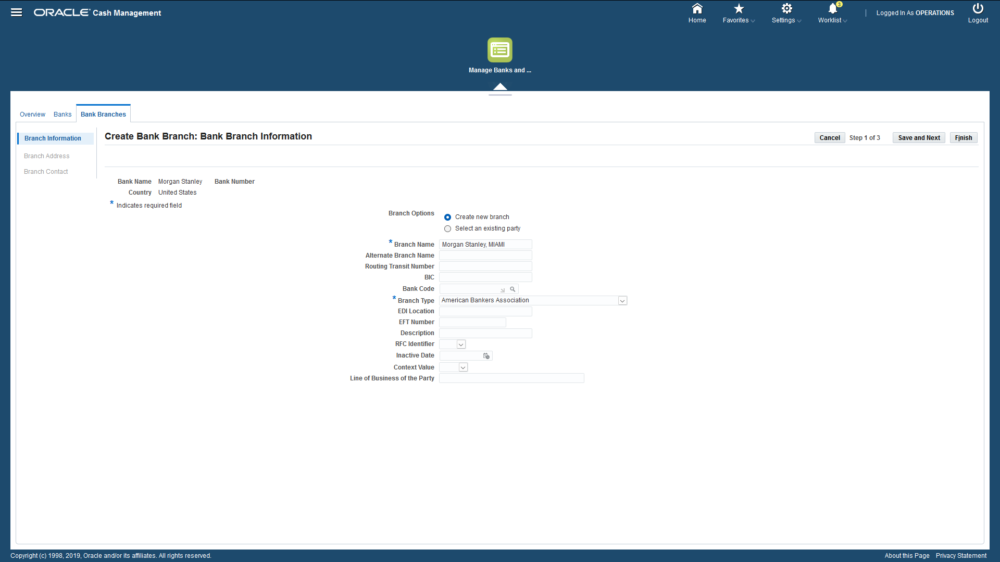 ORACLE Cash Management
Home
Favorites
Settings
3
Worklist
Logged In As OPERATIONS
Logout
Manage Banks and ...
Overview
Banks
Bank Branches
Branch Information
Branch Address
Branch Contact
Create Bank Branch: Bank Branch Information
Cancel
Step 1 of 3
Save and Next
Finish
Bank Name Morgan Stanley Bank Number
Country United States
* Indicates required field
Branch Options
Create new branch
Select an existing party
* Branch Name Morgan Stanley, MIAMI
Alternate Branch Name
Routing Transit Number
BIC
Bank Code
* Branch Type American Bankers Association
EDI Location
EFT Number
Description
RFC Identifier
Inactive Date
Context Value
Line of Business of the Party
Copyright (c) 1998, 2019, Oracle and/or its affiliates. All rights reserved.
About this Page Privacy Statement